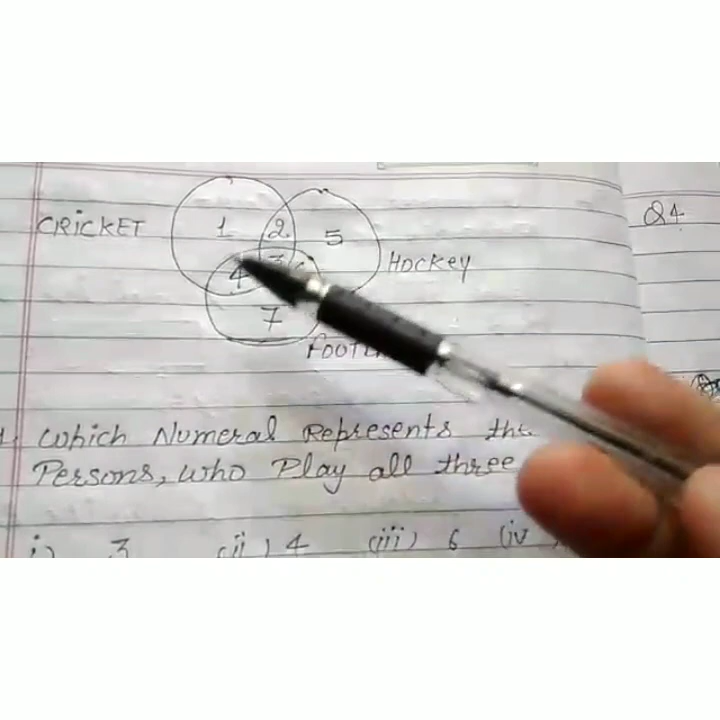 Q4
CRICKET 1 2 5
Hockey
4
7
Which Numeral Represents the
Persons, who Play all three
i) 3 (ii) 4 (iii) 6 (iv